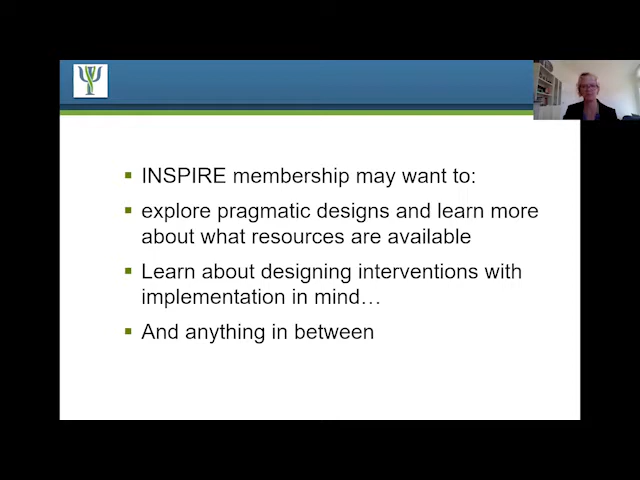 INSPIRE membership may want to:
explore pragmatic designs and learn more
about what resources are available
Learn about designing interventions with
implementation in mind…
And anything in between